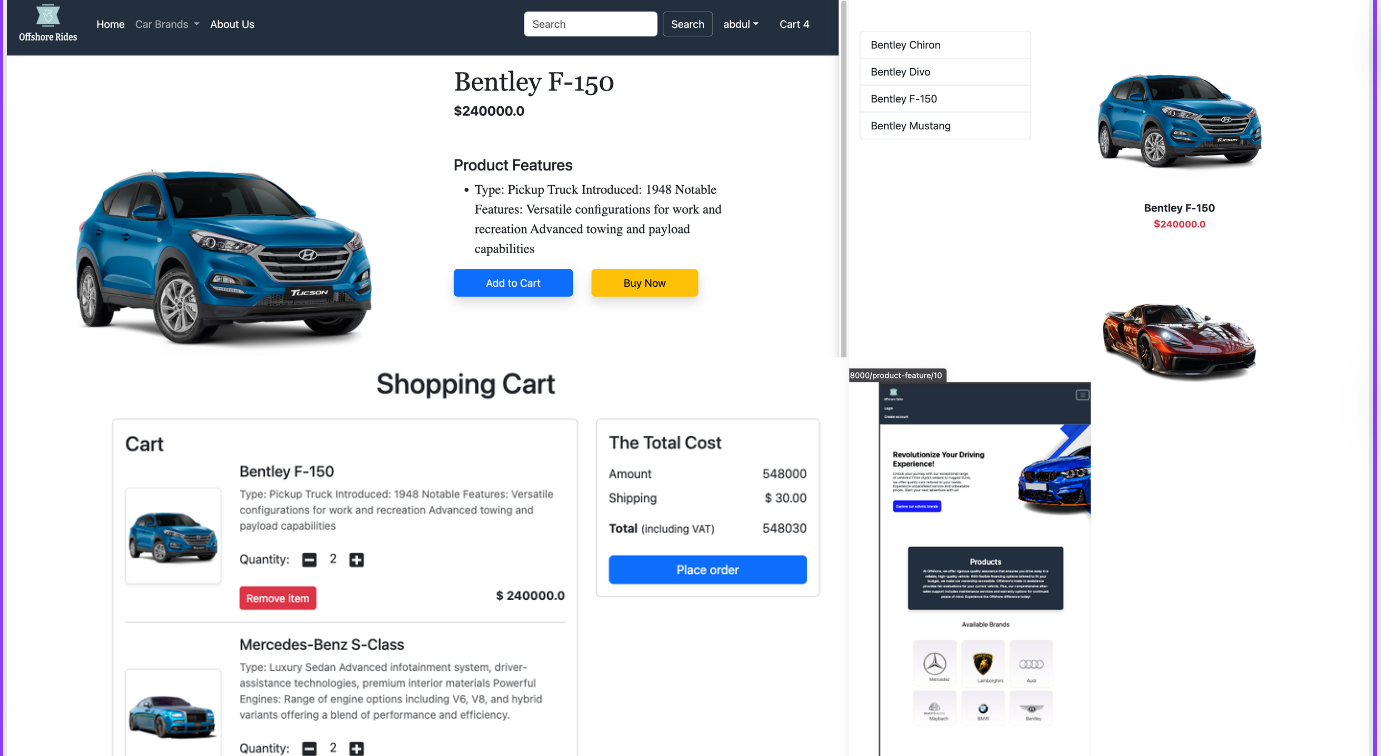 Offshore Rides
Home
Car Brands
About Us
Search
Search
abdul
Cart 4
Bentley F-150
$240000.0
Product Features
• Type: Pickup Truck Introduced: 1948 Notable
Features: Versatile configurations for work and
recreation Advanced towing and payload
capabilities
Add to Cart
Buy Now
TUCSON
Bentley Chiron
Bentley Divo
Bentley F-150
Bentley Mustang
TUCSON
Bentley F-150
$240000.0
Shopping Cart
Cart
Bentley F-150
Type: Pickup Truck Introduced: 1948 Notable Features: Versatile
configurations for work and recreation Advanced towing and
payload capabilities
Quantity: 2
Remove item
$ 240000.0
Mercedes-Benz S-Class
Type: Luxury Sedan Advanced infotainment system, driver-
assistance technologies, premium interior materials Powerful
Engines: Range of engine options including V6, V8, and hybrid
variants offering a blend of performance and efficiency.
Quantity: 2
The Total Cost
Amount 548000
Shipping $ 30.00
Total (including VAT) 548030
Place order
8000/product-feature/10
Offshore Rides
Login
Create account
Revolutionize Your Driving
Experience!
Explore our vehicle brands
Products
Available Brands
Mercedez
Lamborghini
Audi
Maybach
BMW
Bentley